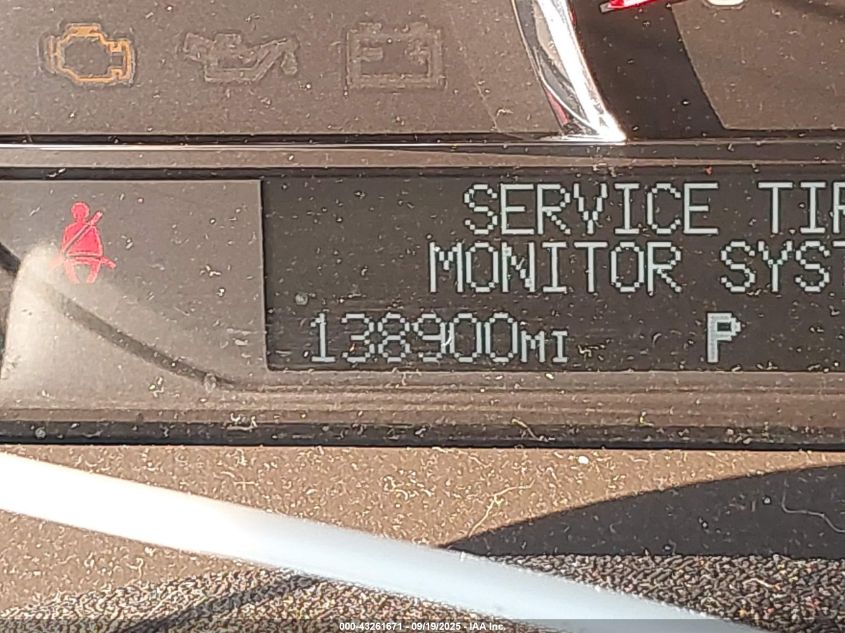 SERVICE TIR
MONITOR SYST
138900MI P
000-43261671 - 09/19/2025 - IAA Inc.